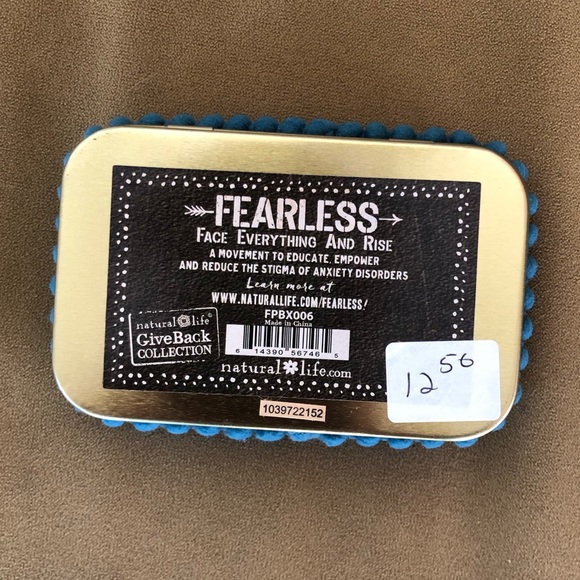 FEARLESS
FACE EVERYTHING AND RISE
A MOVEMENT TO EDUCATE, EMPOWER
AND REDUCE THE STIGMA OF ANXIETY DISORDERS
Learn more at
WWW.NATURALLIFE.COM/FEARLESS!
FPBX006
Made in China
natural life
GiveBack
COLLECTION
6 14390 56746 5
natural life.com
12 56
1039722152